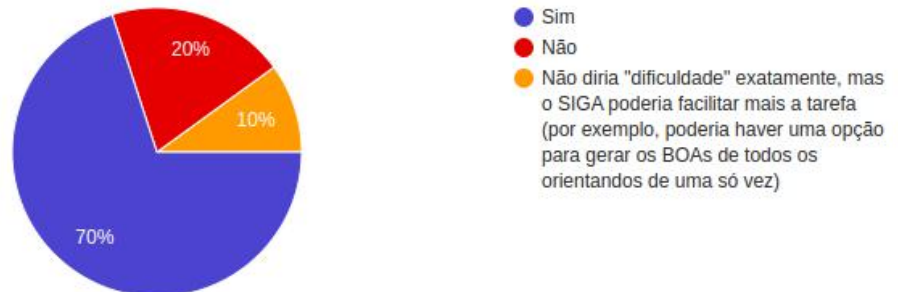 20%
10%
70%
Sim
Não
Não diria "dificuldade" exatamente, mas
o SIGA poderia facilitar mais a tarefa
(por exemplo, poderia haver uma opção
para gerar os BOAs de todos os
orientandos de uma só vez)